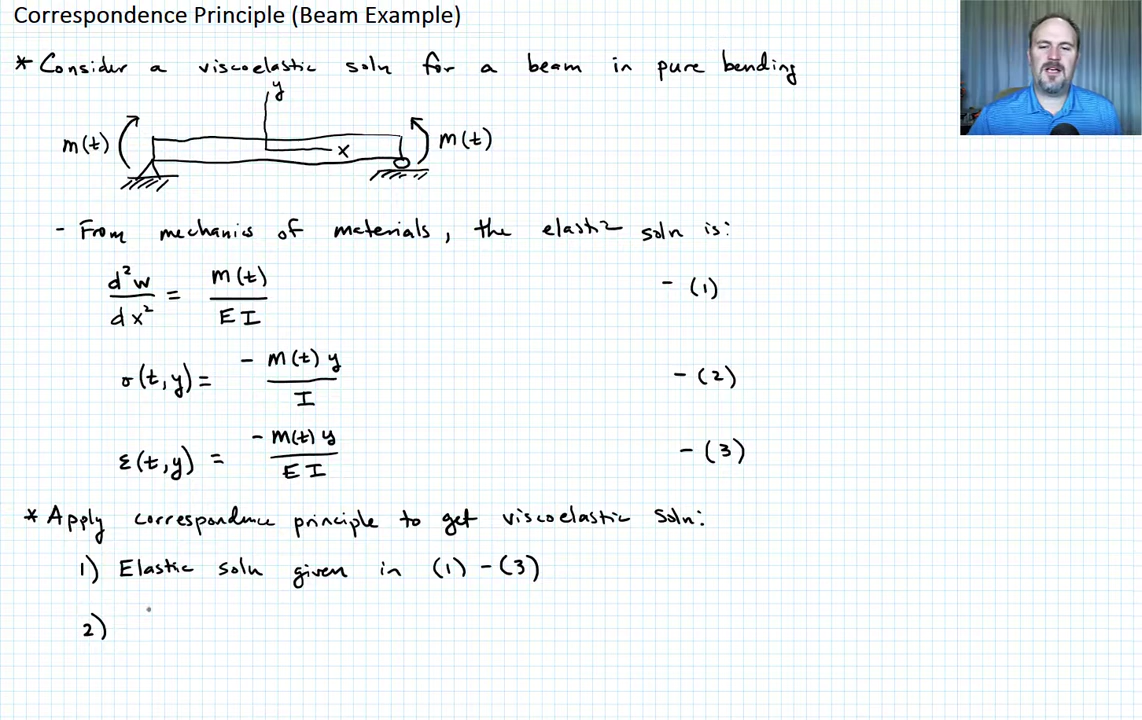 Correspondence Principle (Beam Example)
* Consider a viscoelastic soln for a beam in pure bending
y
m(t) x m(t)
- From mechanics of materials, the elastic soln is:
d²w/dx² = m(t)/EI - (1)
σ(t,y) = -m(t)y/I - (2)
ε(t,y) = -m(t)y/EI - (3)
* Apply correspondence principle to get viscoelastic soln:
1) Elastic soln given in (1) - (3)
2)